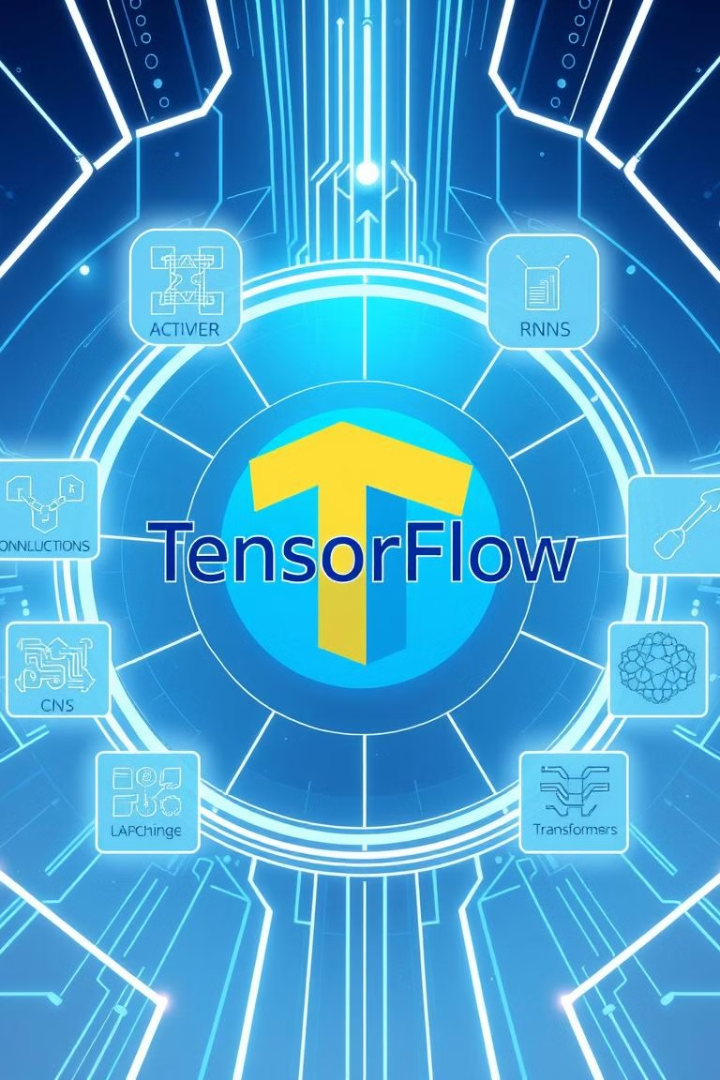 ACTIVER
RNNS
ONNLUCTIONS
TensorFlow
CNS
LAPChinge
Transformers